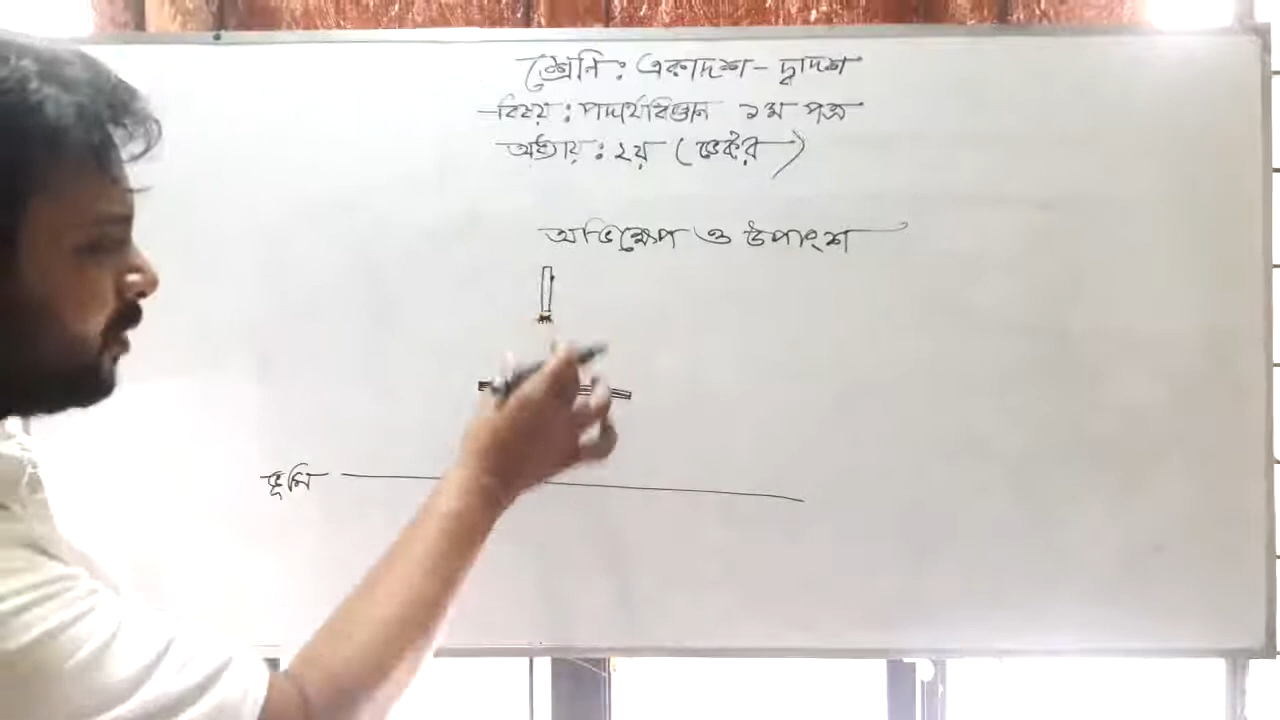 শ্রেনি : একাদশ - দ্বাদশ
বিষয় : পদার্থবিজ্ঞান ১ম পত্র
অধ্যায় : ২য় ( ভেক্টর )
অভিক্ষেপ ও উপাংশ
ভূমি